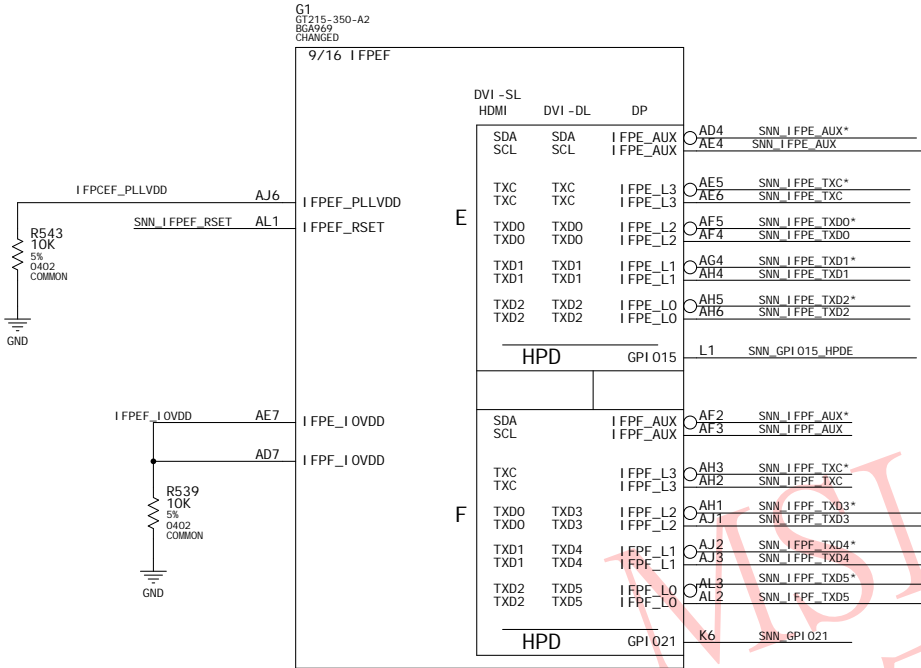 G1
GT215-350-A2
BGA969
CHANGED
9/16 IFPEF
DVI-SL
HDMI DVI-DL DP
SDA SDA IFPE_AUX AD4 SNN_IFPE_AUX*
SCL SCL IFPE_AUX AE4 SNN_IFPE_AUX
TXC TXC IFPE_L3 AE5 SNN_IFPE_TXC*
TXC TXC IFPE_L3 AE6 SNN_IFPE_TXC
IFPCEF_PLLVDD AJ6 IFPEF_PLLVDD
SNN_IFPEF_RSET AL1 IFPEF_RSET
E
R543
10K
5%
0402
COMMON
GND
TXD0 TXD0 IFPE_L2 AF5 SNN_IFPE_TXD0*
TXD0 TXD0 IFPE_L2 AF4 SNN_IFPE_TXD0
TXD1 TXD1 IFPE_L1 AG4 SNN_IFPE_TXD1*
TXD1 TXD1 IFPE_L1 AH4 SNN_IFPE_TXD1
TXD2 TXD2 IFPE_L0 AH5 SNN_IFPE_TXD2*
TXD2 TXD2 IFPE_L0 AH6 SNN_IFPE_TXD2
HPD GPIO15 L1 SNN_GPIO15_HPDE
IFPEF_IOVDD AE7 IFPE_IOVDD
AD7 IFPF_IOVDD
R539
10K
5%
0402
COMMON
GND
SDA IFPF_AUX AF2 SNN_IFPF_AUX*
SCL IFPF_AUX AF3 SNN_IFPF_AUX
TXC IFPF_L3 AH3 SNN_IFPF_TXC*
TXC IFPF_L3 AH2 SNN_IFPF_TXC
F
TXD0 TXD3 IFPF_L2 AH1 SNN_IFPF_TXD3*
TXD0 TXD3 IFPF_L2 AJ1 SNN_IFPF_TXD3
TXD1 TXD4 IFPF_L1 AJ2 SNN_IFPF_TXD4*
TXD1 TXD4 IFPF_L1 AJ3 SNN_IFPF_TXD4
TXD2 TXD5 IFPF_L0 AL3 SNN_IFPF_TXD5*
TXD2 TXD5 IFPF_L0 AL2 SNN_IFPF_TXD5
HPD GPIO21 K6 SNN_GPIO21
MSI